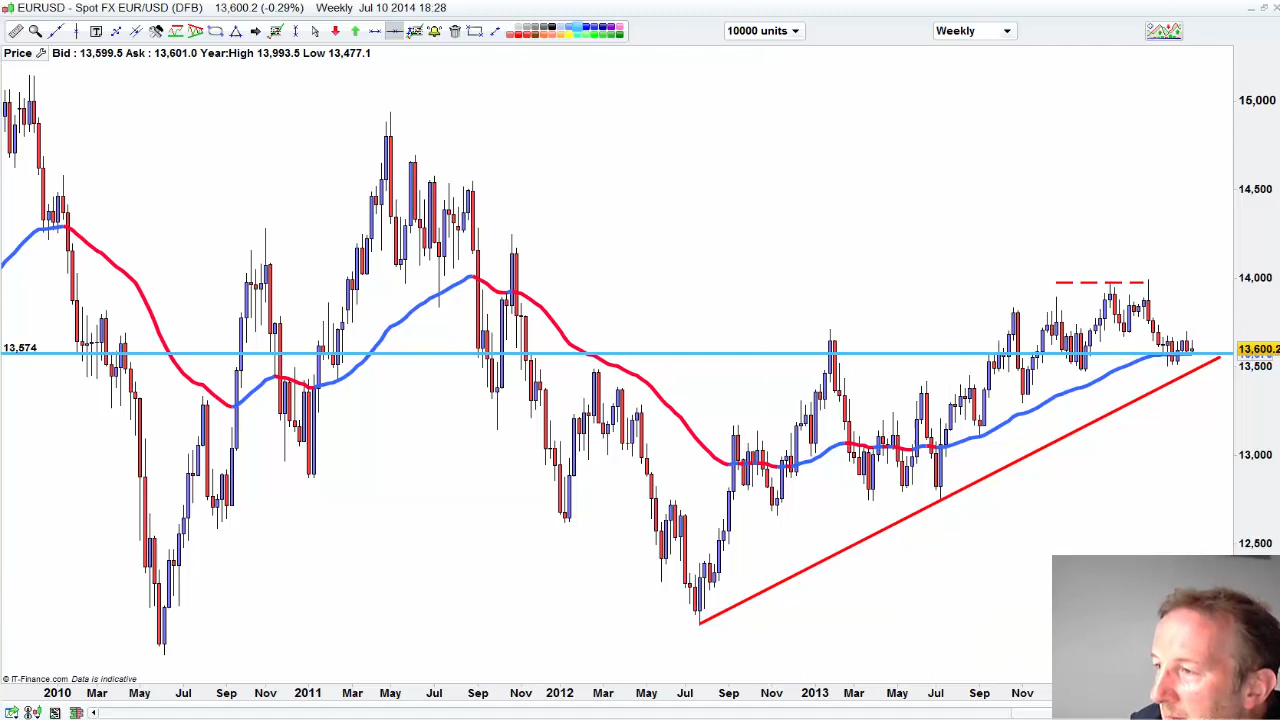 EURUSD - Spot FX EUR/USD (DFB) 13,600.2 (-0.29%) Weekly Jul 10 2014 18:28
10000 units Weekly
Price Bid : 13,599.5 Ask : 13,601.0 Year:High 13,993.5 Low 13,477.1
15,000
14,500
14,000
13,574
13,600.2
13,500
13,000
12,500
© IT-Finance.com Data is indicative
2010 Mar May Jul Sep Nov 2011 Mar May Jul Sep Nov 2012 Mar May Jul Sep Nov 2013 Mar May Jul Sep Nov